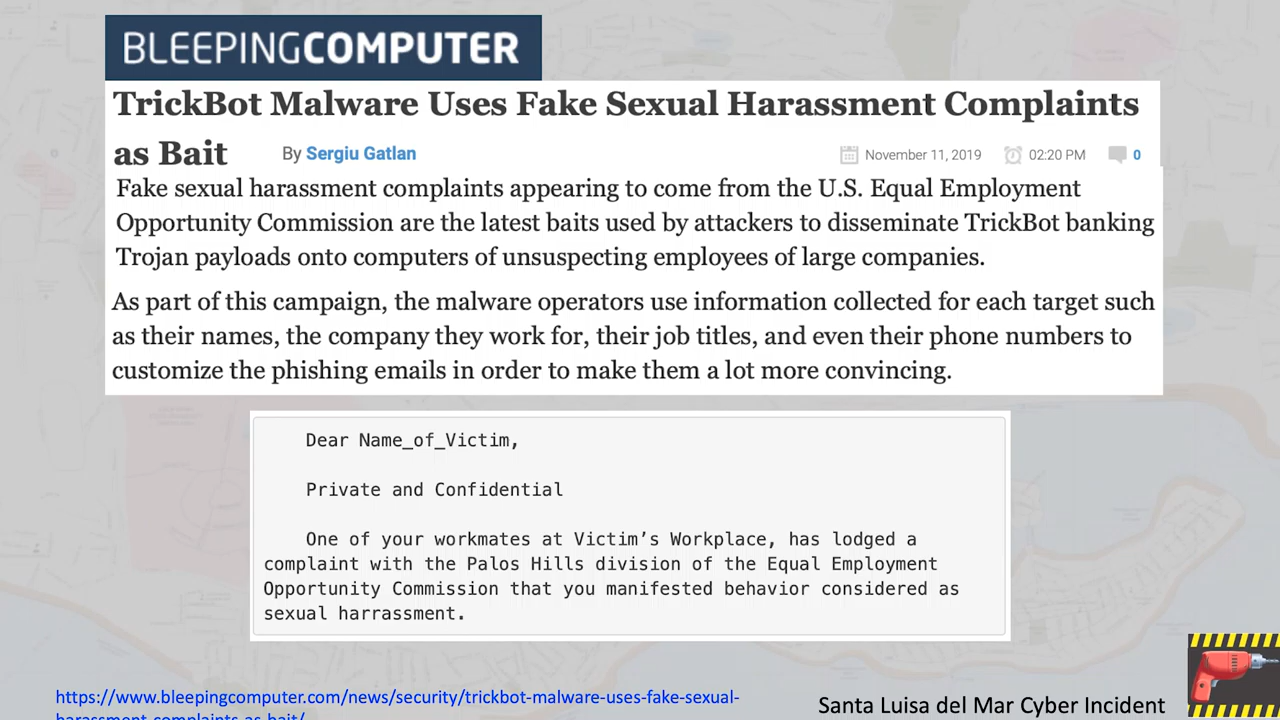 BLEEPINGCOMPUTER
TrickBot Malware Uses Fake Sexual Harassment Complaints
as Bait By Sergiu Gatlan November 11, 2019 02:20 PM 0
Fake sexual harassment complaints appearing to come from the U.S. Equal Employment
Opportunity Commission are the latest baits used by attackers to disseminate TrickBot banking
Trojan payloads onto computers of unsuspecting employees of large companies.
As part of this campaign, the malware operators use information collected for each target such
as their names, the company they work for, their job titles, and even their phone numbers to
customize the phishing emails in order to make them a lot more convincing.
Dear Name_of_Victim,
Private and Confidential
One of your workmates at Victim’s Workplace, has lodged a
complaint with the Palos Hills division of the Equal Employment
Opportunity Commission that you manifested behavior considered as
sexual harrassment.
https://www.bleepingcomputer.com/news/security/trickbot-malware-uses-fake-sexual-
harassment-complaints-as-bait/
Santa Luisa del Mar Cyber Incident